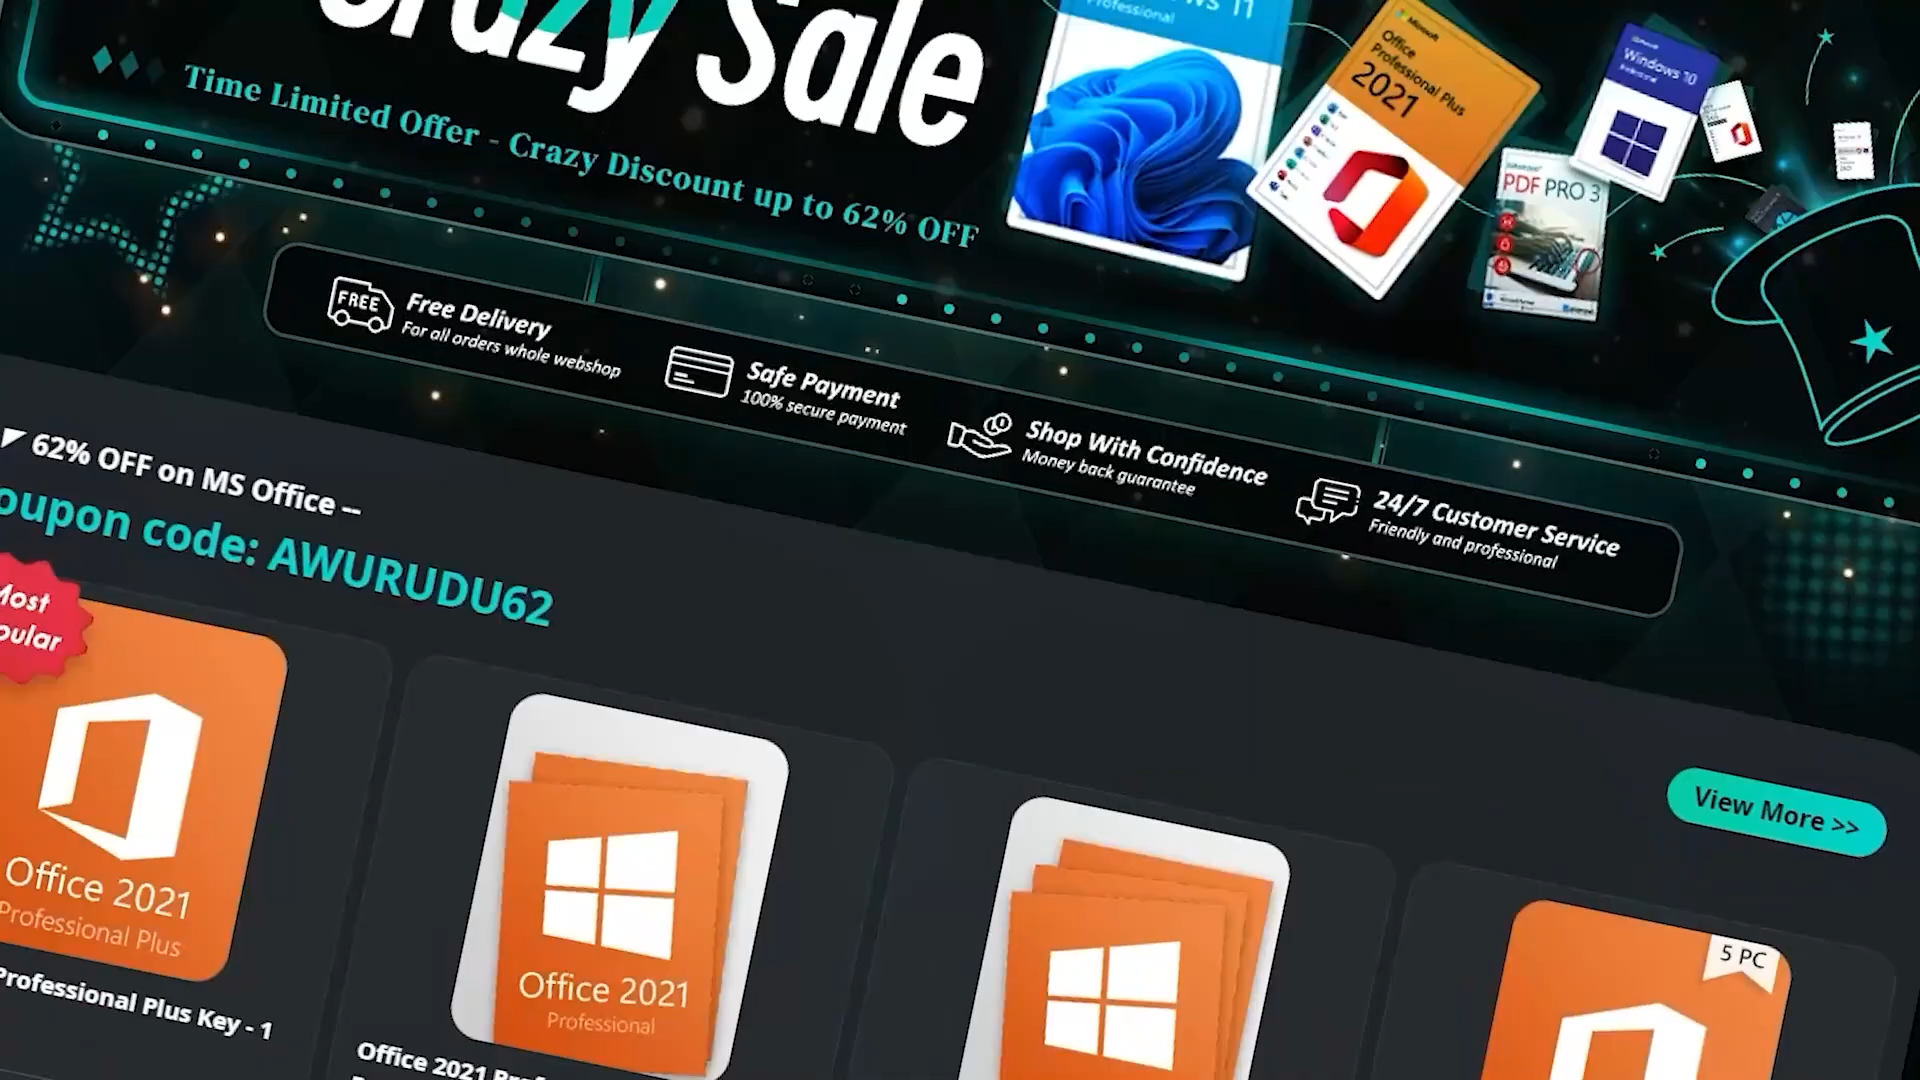 Crazy Sale
Time Limited Offer - Crazy Discount up to 62% OFF
Professional
Microsoft
Office
Professional Plus
2021
Windows 10
PDF PRO 3
FREE
Free Delivery
For all orders whole webshop
Safe Payment
100% secure payment
Shop With Confidence
Money back guarantee
24/7 Customer Service
Friendly and professional
62% OFF on MS Office --
oupon code: AWURUDU62
Most
pular
View More >>
Office 2021
Professional Plus
Professional Plus Key - 1
Office 2021
Professional
Office 2021
5 PC